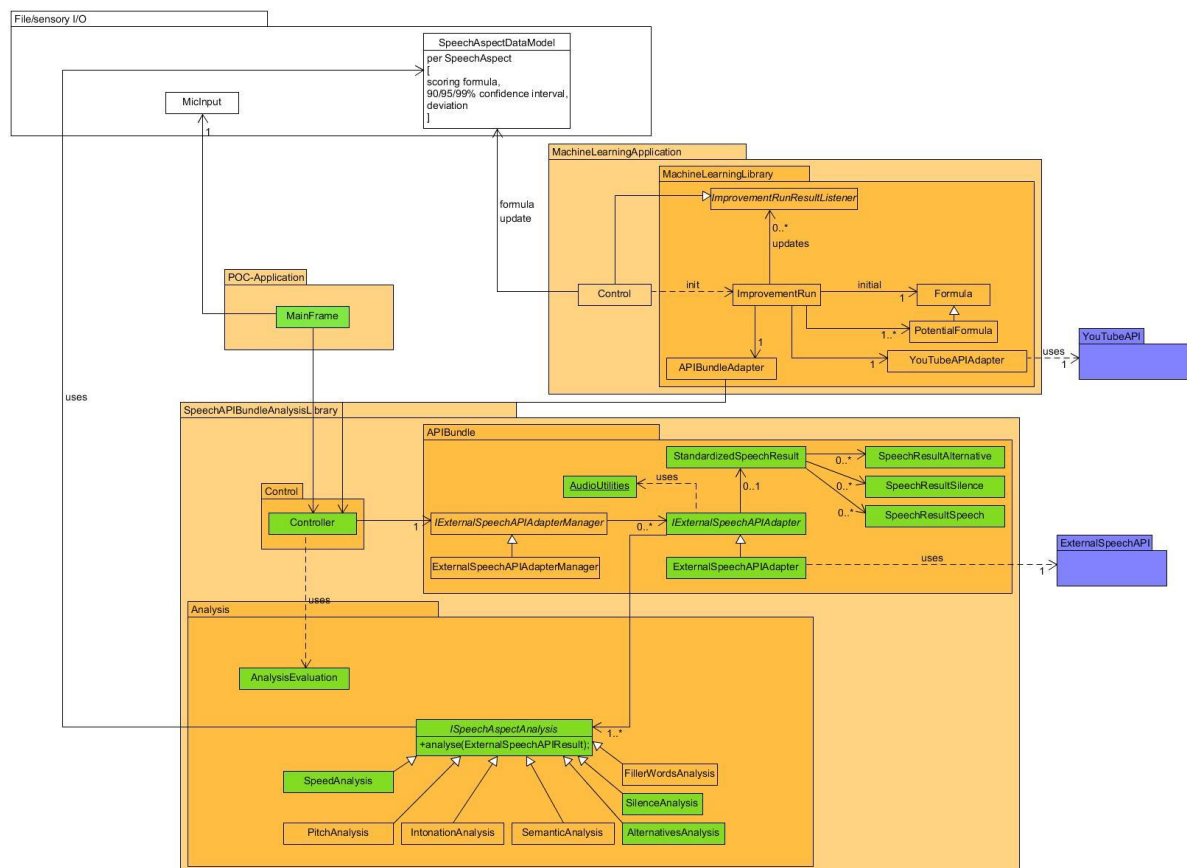 File/sensory I/O
SpeechAspectDataModel
per SpeechAspect
[
scoring formula,
90/95/99% confidence interval,
deviation
]
MicInput
1
MachineLearningApplication
MachineLearningLibrary
ImprovementRunResultListener
formula
update
0..*
updates
POC-Application
MainFrame
Control
init
ImprovementRun
initial
1
Formula
1..*
PotentialFormula
1
APIBundleAdapter
1
YouTubeAPIAdapter
uses
1
YouTubeAPI
uses
SpeechAPIBundleAnalysisLibrary
APIBundle
StandardizedSpeechResult
0..*
SpeechResultAlternative
AudioUtilities
uses
0..1
0..*
SpeechResultSilence
0..*
SpeechResultSpeech
Control
Controller
1
IExternalSpeechAPIAdapterManager
0..*
IExternalSpeechAPIAdapter
ExternalSpeechAPIAdapterManager
ExternalSpeechAPIAdapter
uses
1
ExternalSpeechAPI
uses
Analysis
AnalysisEvaluation
ISpeechAspectAnalysis
1..*
+analyse(ExternalSpeechAPIResult);
SpeedAnalysis
FillerWordsAnalysis
SilenceAnalysis
PitchAnalysis
IntonationAnalysis
SemanticAnalysis
AlternativesAnalysis